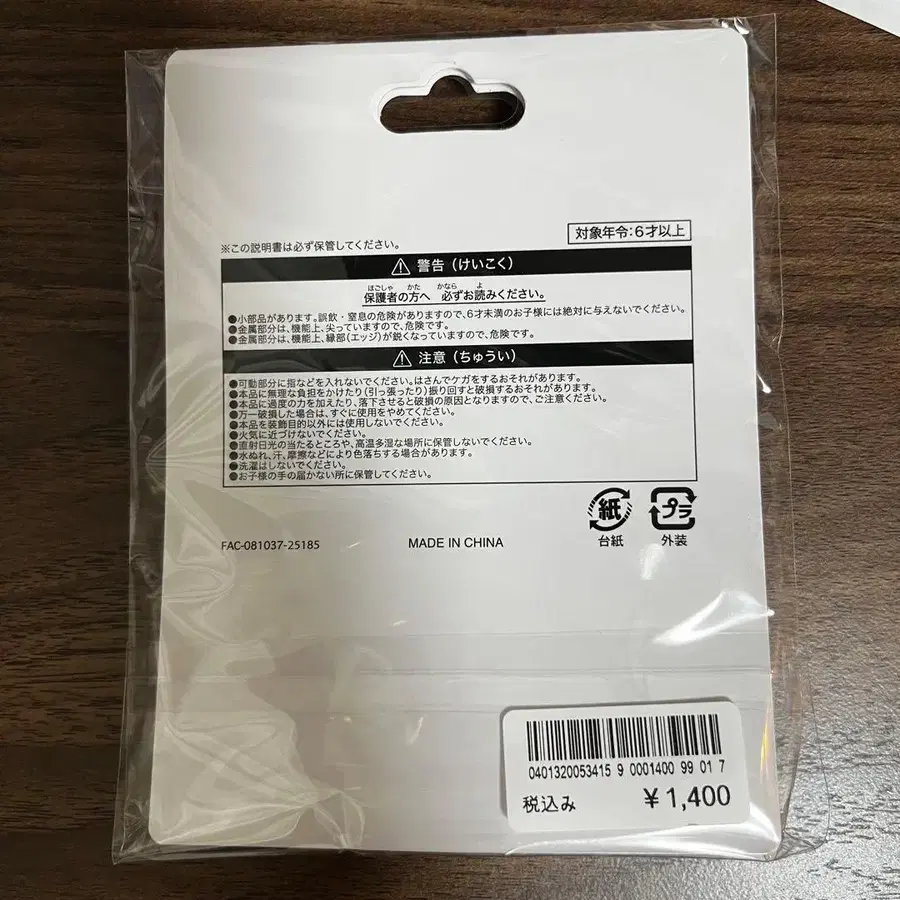 対象年令:6才以上
※この説明書は必ず保管してください。
警告(けいこく)
ほごしゃ かた かなら よ
保護者の方へ 必ずお読みください。
●小部品があります。誤飲・窒息の危険がありますので、6才未満のお子様には絶対に与えないでください。
●金属部分は、機能上、尖っていますので、危険です。
●金属部分は、機能上、縁部(エッジ)が鋭くなっていますので、危険です。
注意(ちゅうい)
●可動部分に指などを入れないでください。はさんでケガをするおそれがあります。
●本品に無理な負担をかけたり(引っ張ったり)振り回すと破損するおそれがあります。
●本品に過度の力を加えたり、落下させると破損の原因となりますので、ご注意ください。
●万一破損した場合は、すぐに使用をやめてください。
●本品を装飾目的以外には使用しないでください。
●火気に近づけないでください。
●直射日光の当たるところや、高温多湿な場所に保管しないでください。
●水ぬれ、汗、摩擦などにより色落ちする場合があります。
●洗濯はしないでください。
●お子様の手の届かない所に保管してください。
紙 プラ
台紙 外装
FAC-081037-25185 MADE IN CHINA
0401320053415 9 0001400 99 01 7
税込み ¥1,400